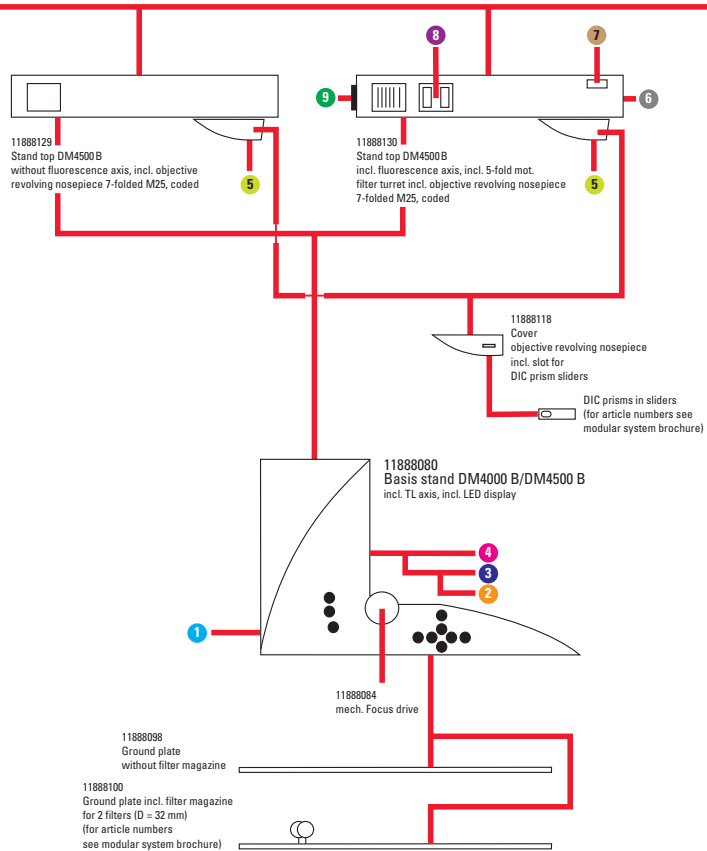 8
7
9
6
11888129
Stand top DM4500 B
without fluorescence axis, incl. objective
revolving nosepiece 7-folded M25, coded
5
11888130
Stand top DM4500 B
incl. fluorescence axis, incl. 5-fold mot.
filter turret incl. objective revolving nosepiece
7-folded M25, coded
5
11888118
Cover
objective revolving nosepiece
incl. slot for
DIC prism sliders
DIC prisms in sliders
(for article numbers see
modular system brochure)
11888080
Basis stand DM4000 B/DM4500 B
incl. TL axis, incl. LED display
4
3
2
1
11888084
mech. Focus drive
11888098
Ground plate
without filter magazine
11888100
Ground plate incl. filter magazine
for 2 filters (D = 32 mm)
(for article numbers
see modular system brochure)